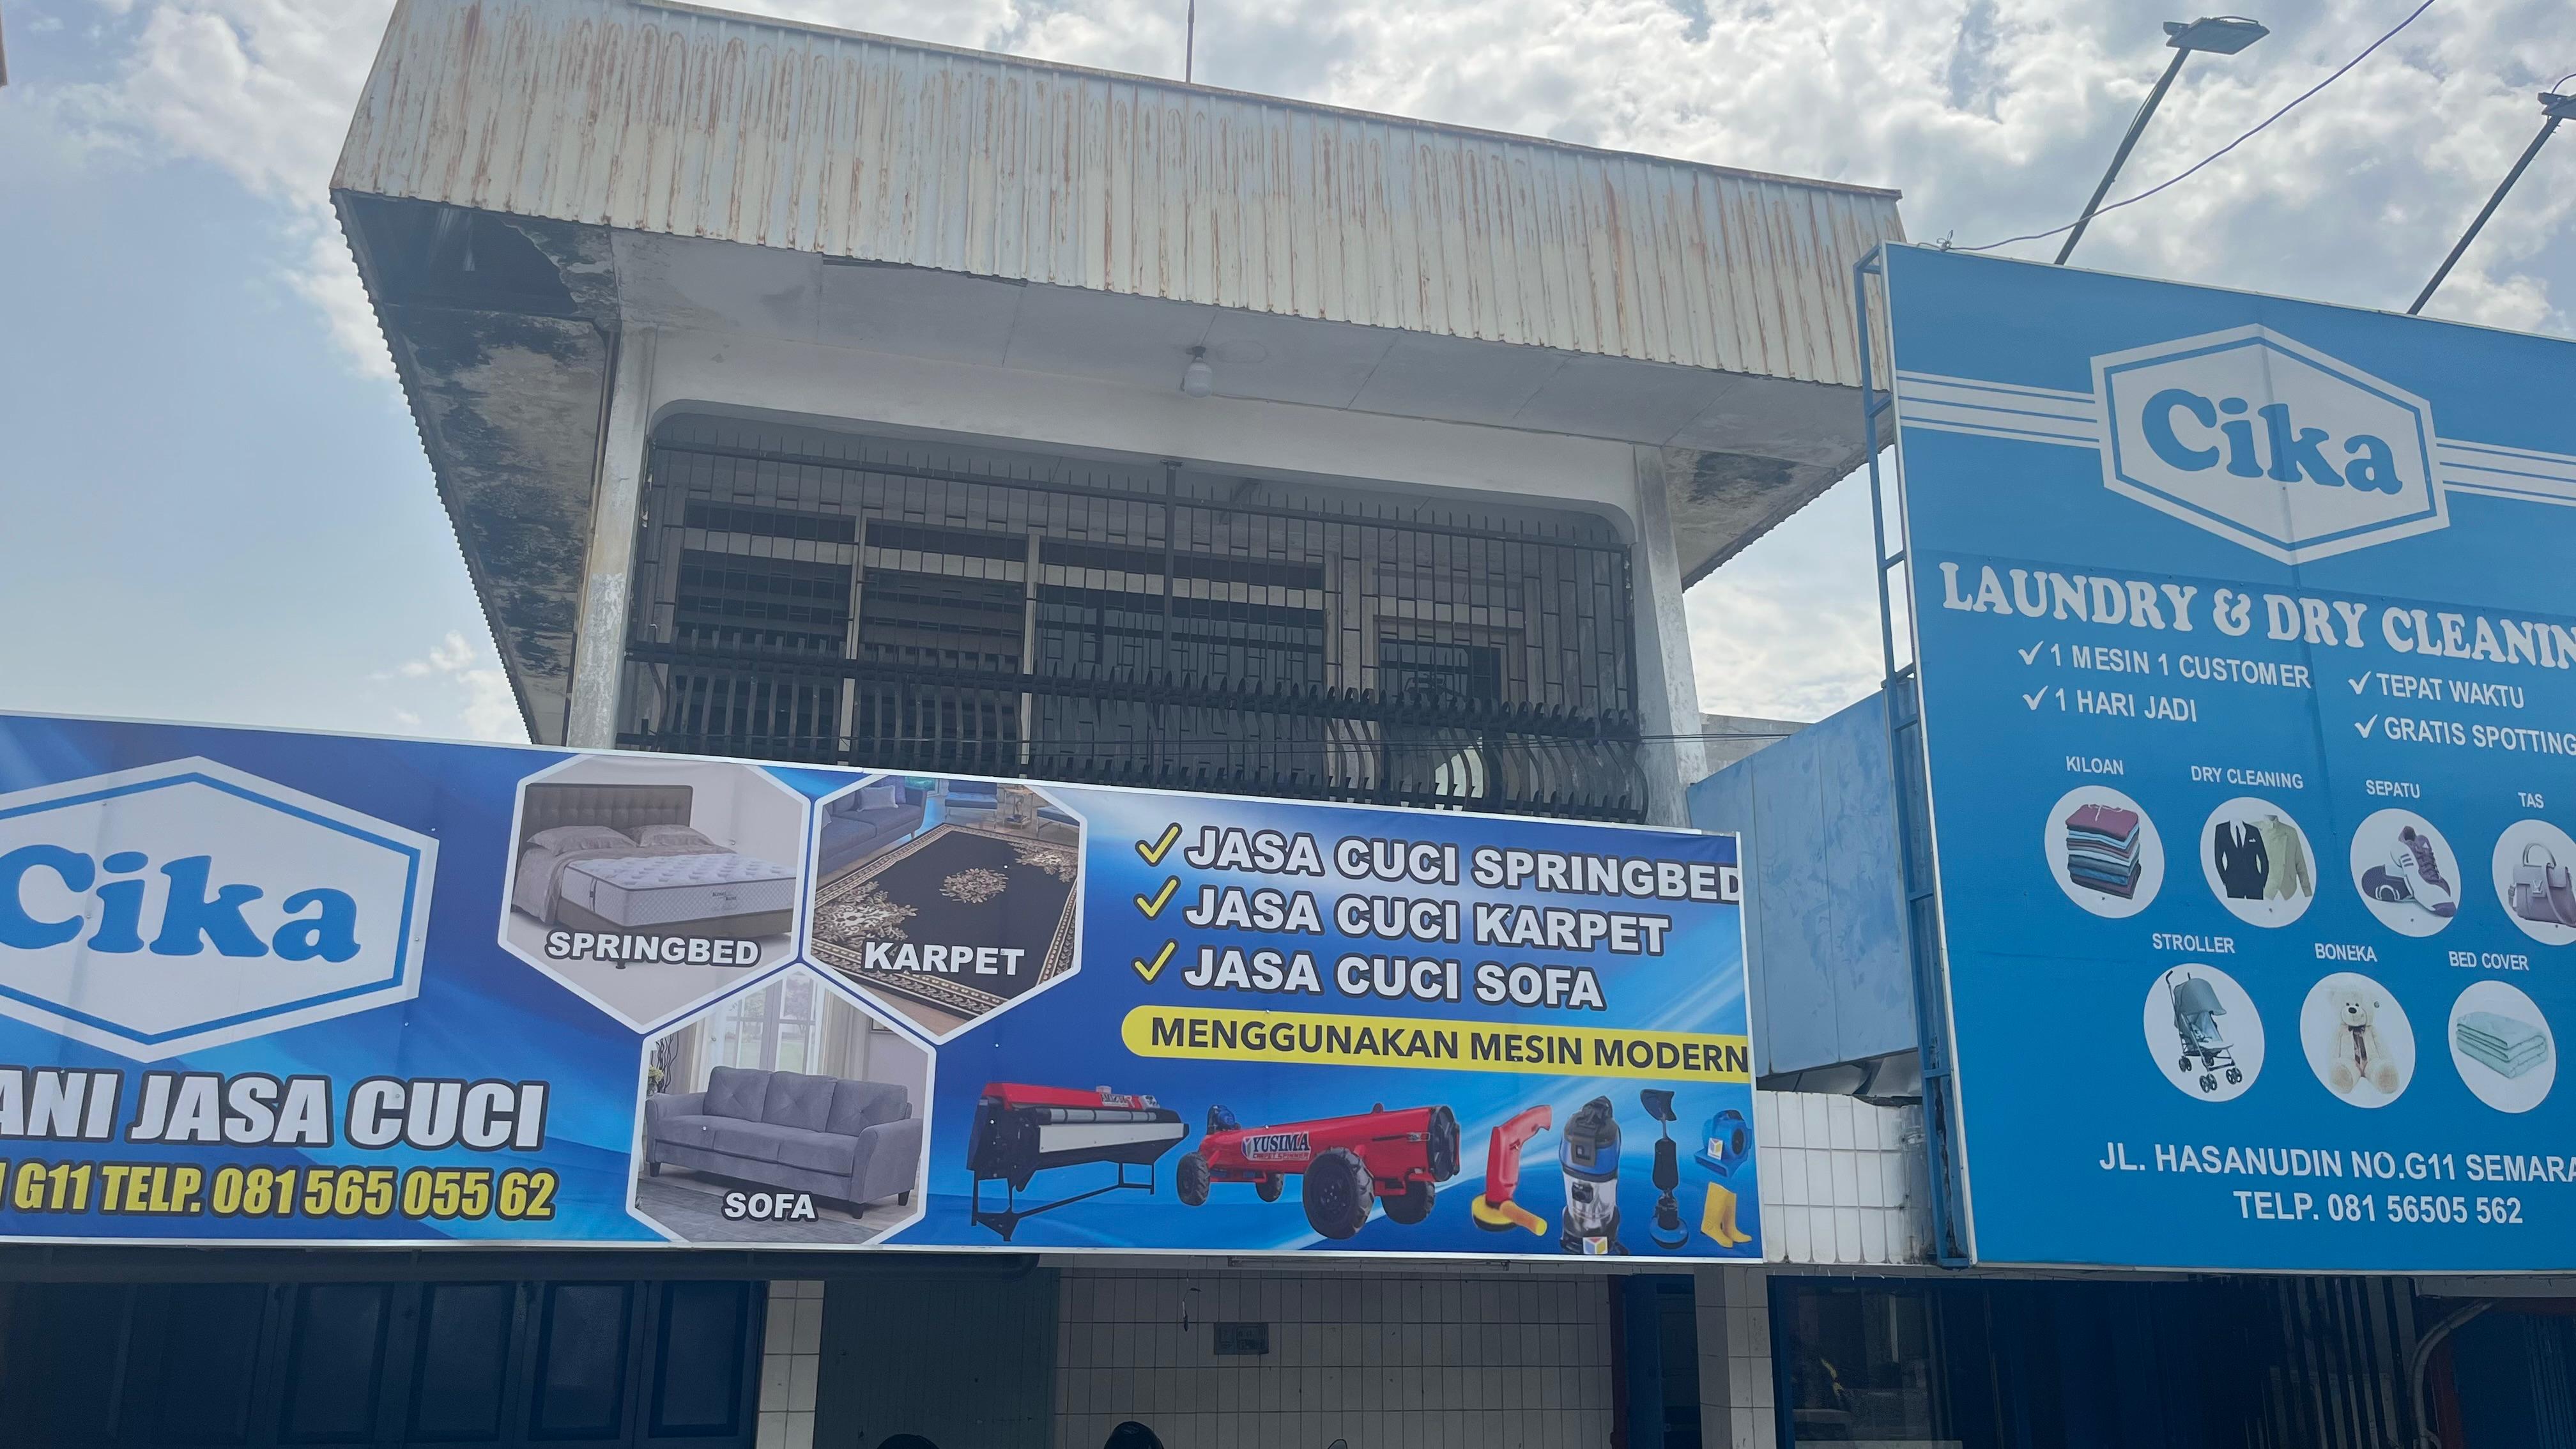 Cika
ANI JASA CUCI
G11 TELP. 081 565 055 62
SPRINGBED
KARPET
SOFA
JASA CUCI SPRINGBED
JASA CUCI KARPET
JASA CUCI SOFA
MENGGUNAKAN MESIN MODERN
YUSIMA
CARPET SPINNER
Cika
LAUNDRY & DRY CLEANIN
1 MESIN 1 CUSTOMER
1 HARI JADI
TEPAT WAKTU
GRATIS SPOTTING
KILOAN
DRY CLEANING
SEPATU
TAS
STROLLER
BONEKA
BED COVER
JL. HASANUDIN NO.G11 SEMARA
TELP. 081 56505 562